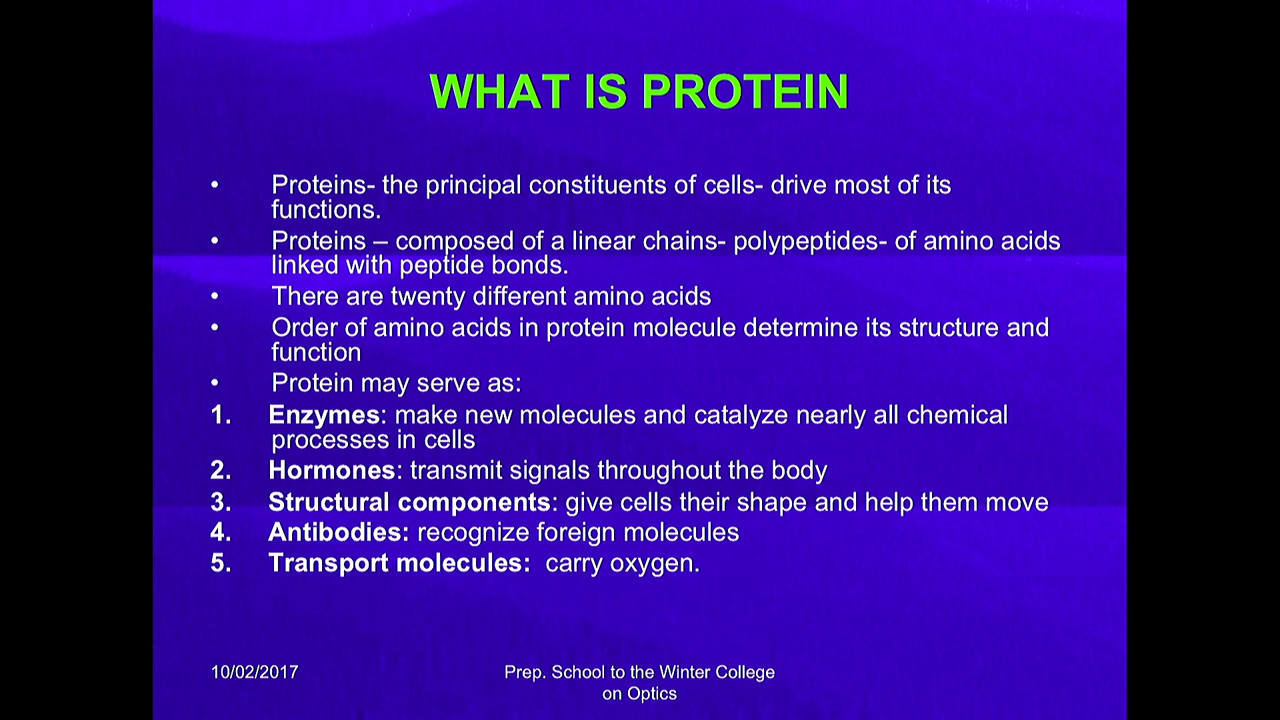 WHAT IS PROTEIN
• Proteins- the principal constituents of cells- drive most of its
functions.
• Proteins – composed of a linear chains- polypeptides- of amino acids
linked with peptide bonds.
• There are twenty different amino acids
• Order of amino acids in protein molecule determine its structure and
function
• Protein may serve as:
1. Enzymes: make new molecules and catalyze nearly all chemical
processes in cells
2. Hormones: transmit signals throughout the body
3. Structural components: give cells their shape and help them move
4. Antibodies: recognize foreign molecules
5. Transport molecules: carry oxygen.
10/02/2017
Prep. School to the Winter College
on Optics